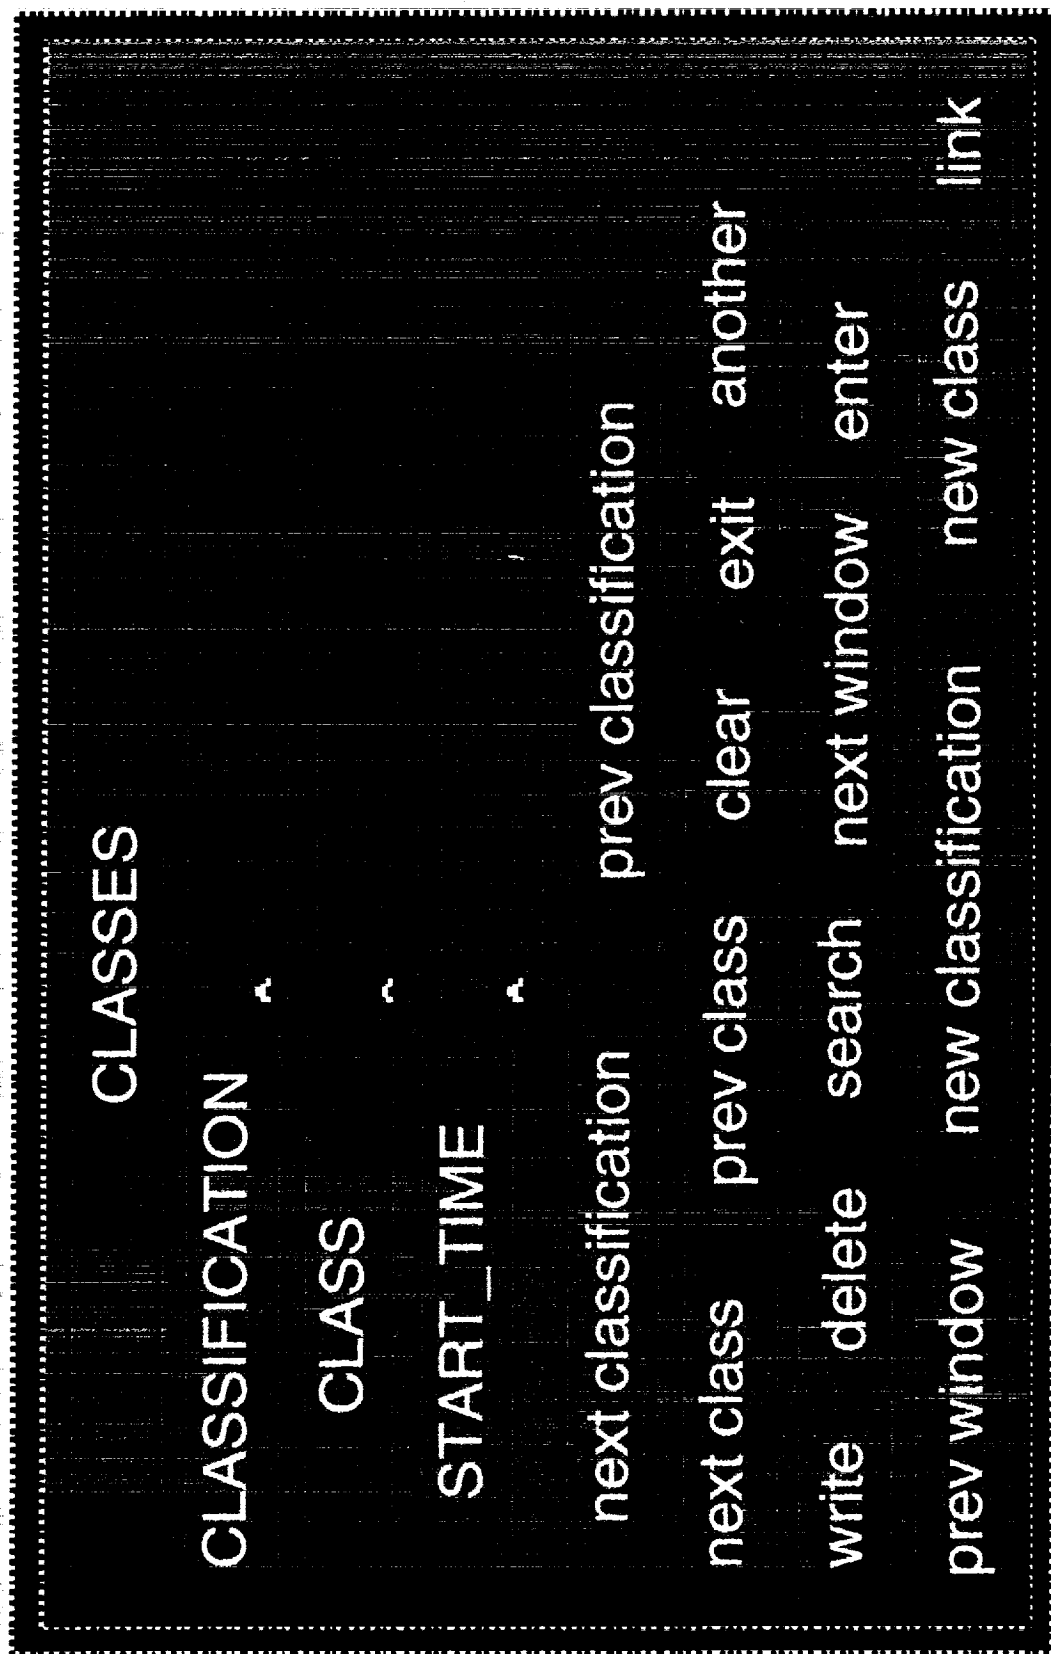 CLASSES
CLASSIFICATION
CLASS
START_TIME
next classification prev classification
next class prev class clear exit another
write delete search next window enter
prev window new classification new class link